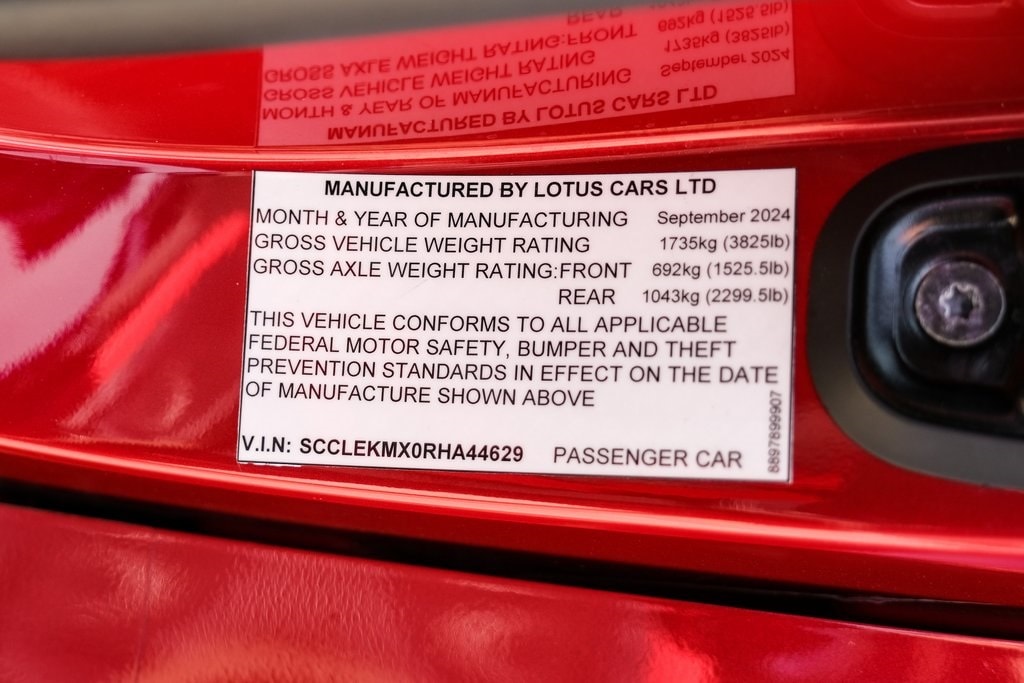 MANUFACTURED BY LOTUS CARS LTD
MONTH & YEAR OF MANUFACTURING September 2024
GROSS VEHICLE WEIGHT RATING 1735kg (3825lb)
GROSS AXLE WEIGHT RATING:FRONT 692kg (1525.5lb)
REAR 1043kg (2299.5lb)
THIS VEHICLE CONFORMS TO ALL APPLICABLE
FEDERAL MOTOR SAFETY, BUMPER AND THEFT
PREVENTION STANDARDS IN EFFECT ON THE DATE
OF MANUFACTURE SHOWN ABOVE
V.I.N: SCCLEKMX0RHA44629 PASSENGER CAR
8897899907